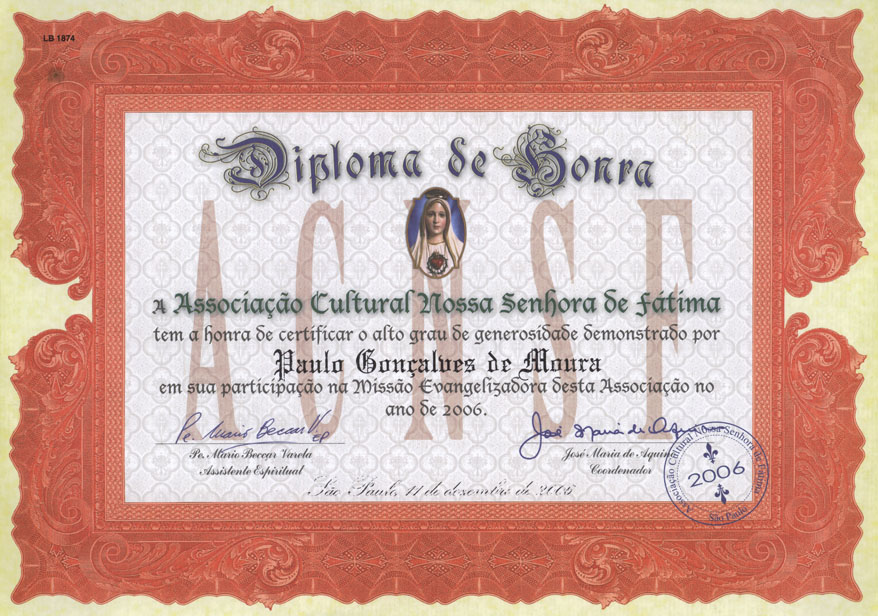 LB 1874
Diploma de Honra
ACNSF
A Associação Cultural Nossa Senhora de Fátima
tem a honra de certificar o alto grau de generosidade demonstrado por
Paulo Gonçalves de Moura
em sua participação na Missão Evangelizadora desta Associação no
ano de 2006.
Pe. Mario Beccar V.
José Maria de Aquino
Pe. Mario Beccar Varela
José Maria de Aquino
Assistente Espiritual
Coordenador
São Paulo, 11 de dezembro de 2006
Associação Cultural Nossa Senhora de Fátima
2006
São Paulo